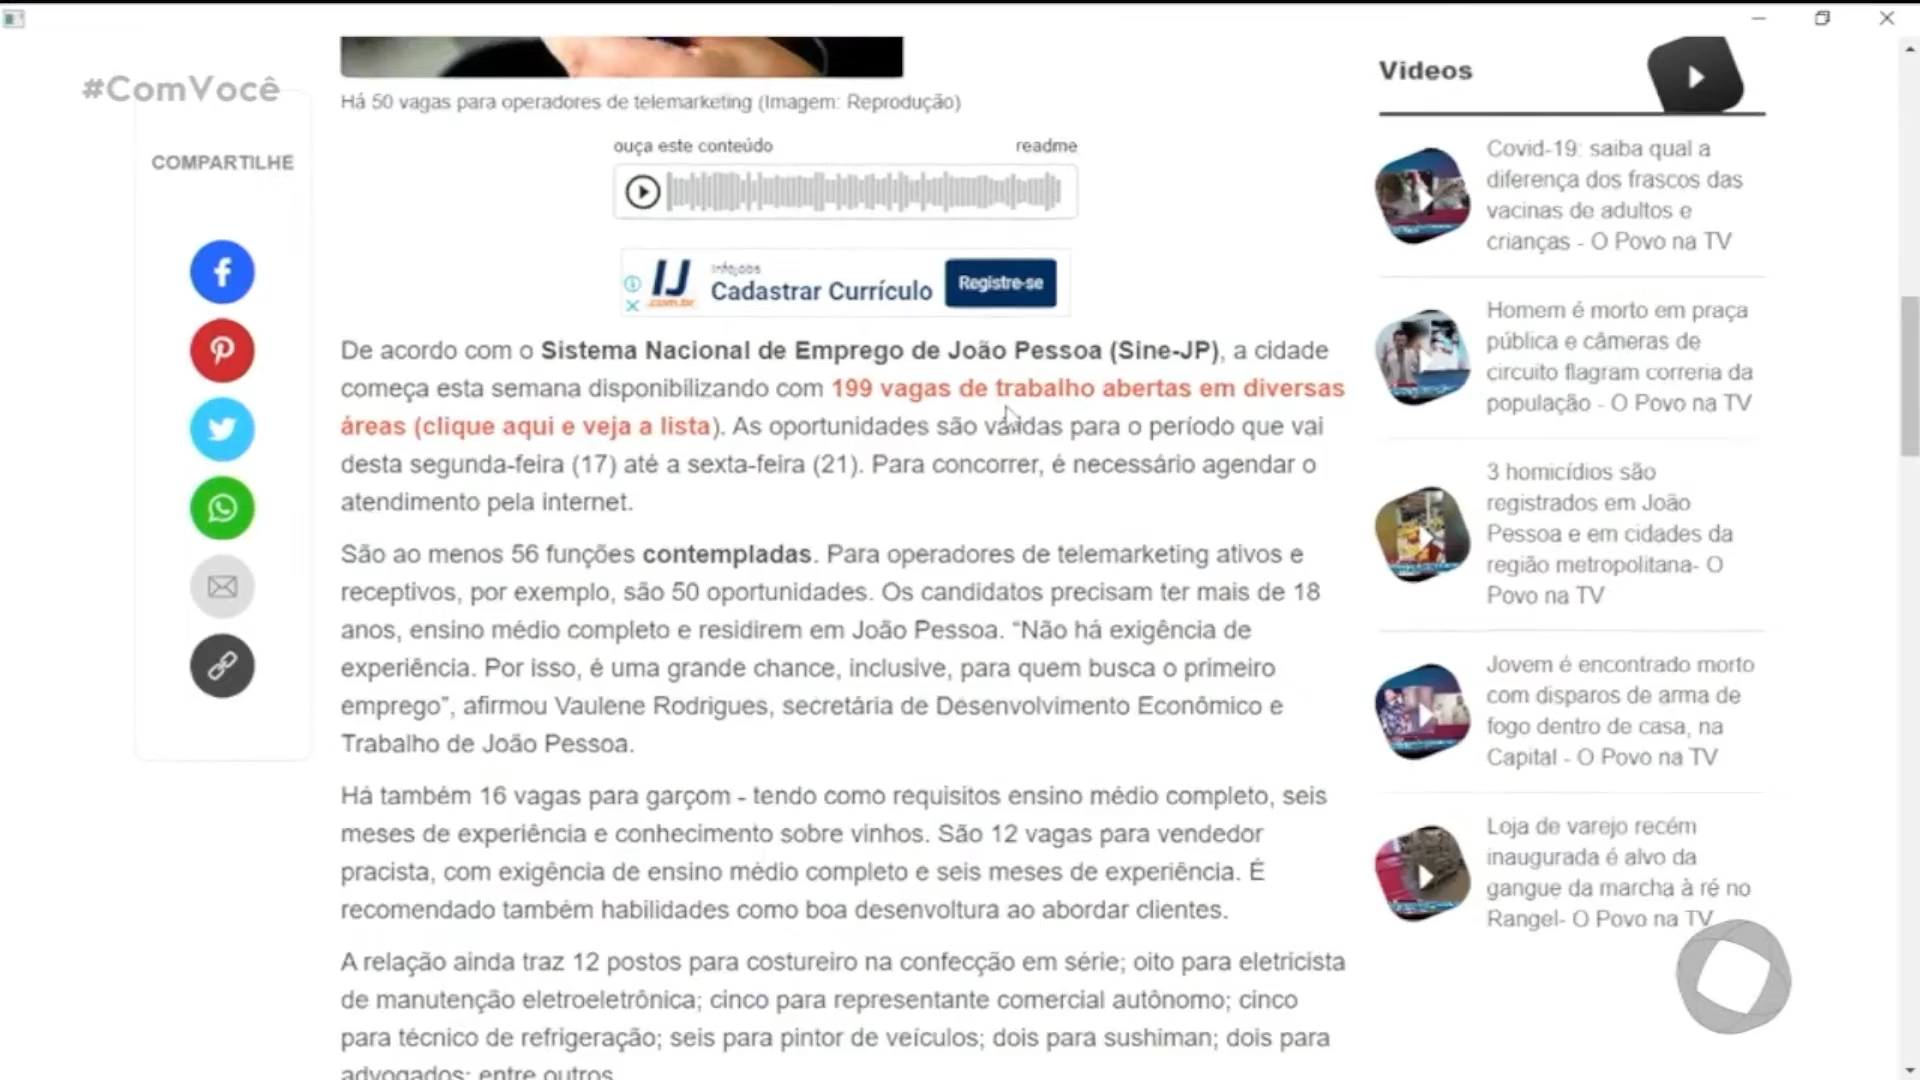 #ComVocê
COMPARTILHE
Há 50 vagas para operadores de telemarketing (Imagem: Reprodução)
ouça este conteúdo readme
infojobs
IJ
.com.br
Cadastrar Currículo
Registre-se
De acordo com o Sistema Nacional de Emprego de João Pessoa (Sine-JP), a cidade
começa esta semana disponibilizando com 199 vagas de trabalho abertas em diversas
áreas (clique aqui e veja a lista). As oportunidades são válidas para o período que vai
desta segunda-feira (17) até a sexta-feira (21). Para concorrer, é necessário agendar o
atendimento pela internet.
São ao menos 56 funções contempladas. Para operadores de telemarketing ativos e
receptivos, por exemplo, são 50 oportunidades. Os candidatos precisam ter mais de 18
anos, ensino médio completo e residirem em João Pessoa. “Não há exigência de
experiência. Por isso, é uma grande chance, inclusive, para quem busca o primeiro
emprego”, afirmou Vaulene Rodrigues, secretária de Desenvolvimento Econômico e
Trabalho de João Pessoa.
Há também 16 vagas para garçom - tendo como requisitos ensino médio completo, seis
meses de experiência e conhecimento sobre vinhos. São 12 vagas para vendedor
pracista, com exigência de ensino médio completo e seis meses de experiência. É
recomendado também habilidades como boa desenvoltura ao abordar clientes.
A relação ainda traz 12 postos para costureiro na confecção em série; oito para eletricista
de manutenção eletroeletrônica; cinco para representante comercial autônomo; cinco
para técnico de refrigeração; seis para pintor de veículos; dois para sushiman; dois para
advogados; entre outros.
Videos
Covid-19: saiba qual a
diferença dos frascos das
vacinas de adultos e
crianças - O Povo na TV
Homem é morto em praça
pública e câmeras de
circuito flagram correria da
população - O Povo na TV
3 homicídios são
registrados em João
Pessoa e em cidades da
região metropolitana- O
Povo na TV
Jovem é encontrado morto
com disparos de arma de
fogo dentro de casa, na
Capital - O Povo na TV
Loja de varejo recém
inaugurada é alvo da
gangue da marcha à ré no
Rangel- O Povo na TV